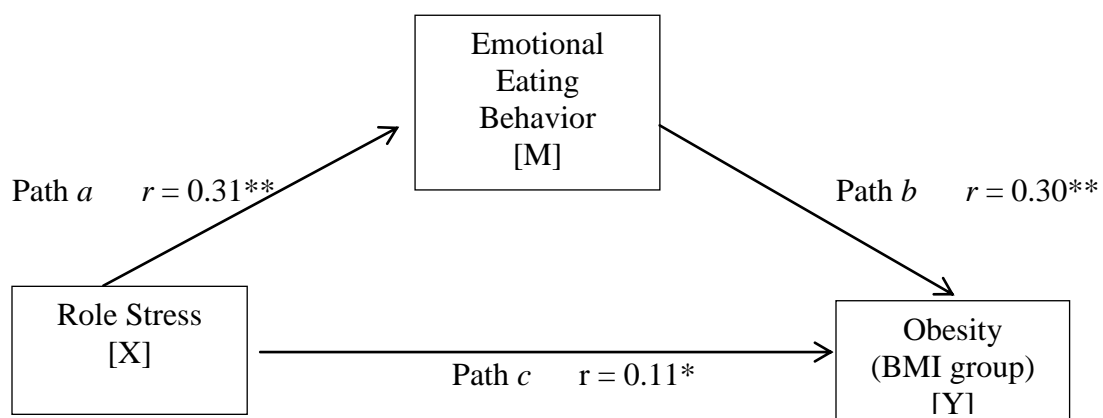 Emotional
Eating
Behavior
[M]
Path a r = 0.31**
Path b r = 0.30**
Role Stress
[X]
Obesity
(BMI group)
[Y]
Path c r = 0.11*